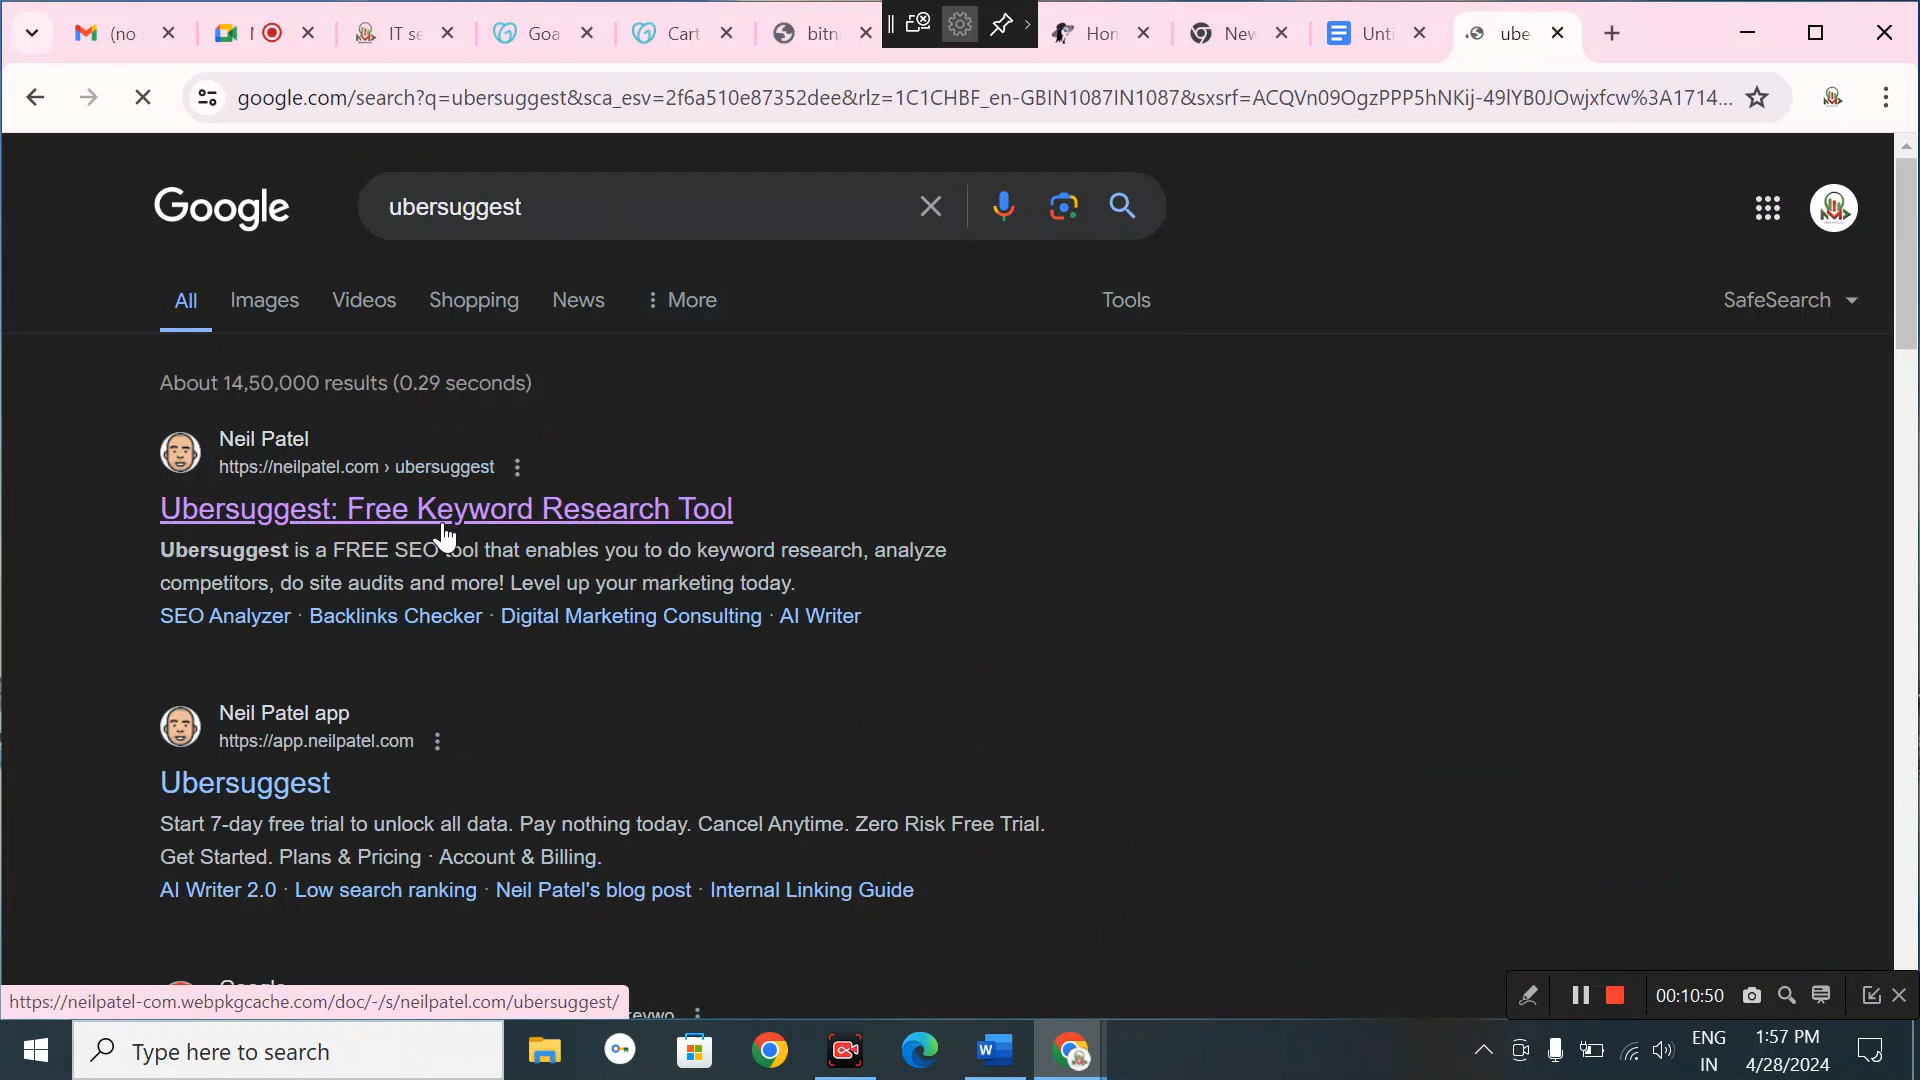 (no
IT se
Goa
Cart
bitn
Hon
Nev
Unti
ube
google.com/search?q=ubersuggest&sca_esv=2f6a510e87352dee&rlz=1C1CHBF_en-GBIN1087IN1087&sxsrf=ACQVn09OgzPPP5hNKij-49lYB0JOwjxfcw%3A1714...
Google
ubersuggest
All
Images
Videos
Shopping
News
More
Tools
SafeSearch
About 14,50,000 results (0.29 seconds)
Neil Patel
https://neilpatel.com › ubersuggest
Ubersuggest: Free Keyword Research Tool
Ubersuggest is a FREE SEO tool that enables you to do keyword research, analyze
competitors, do site audits and more! Level up your marketing today.
SEO Analyzer · Backlinks Checker · Digital Marketing Consulting · AI Writer
Neil Patel app
https://app.neilpatel.com
Ubersuggest
Start 7-day free trial to unlock all data. Pay nothing today. Cancel Anytime. Zero Risk Free Trial.
Get Started. Plans & Pricing · Account & Billing.
AI Writer 2.0 · Low search ranking · Neil Patel's blog post · Internal Linking Guide
https://neilpatel-com.webpkgcache.com/doc/-/s/neilpatel.com/ubersuggest/
00:10:50
Type here to search
ENG
IN
1:57 PM
4/28/2024